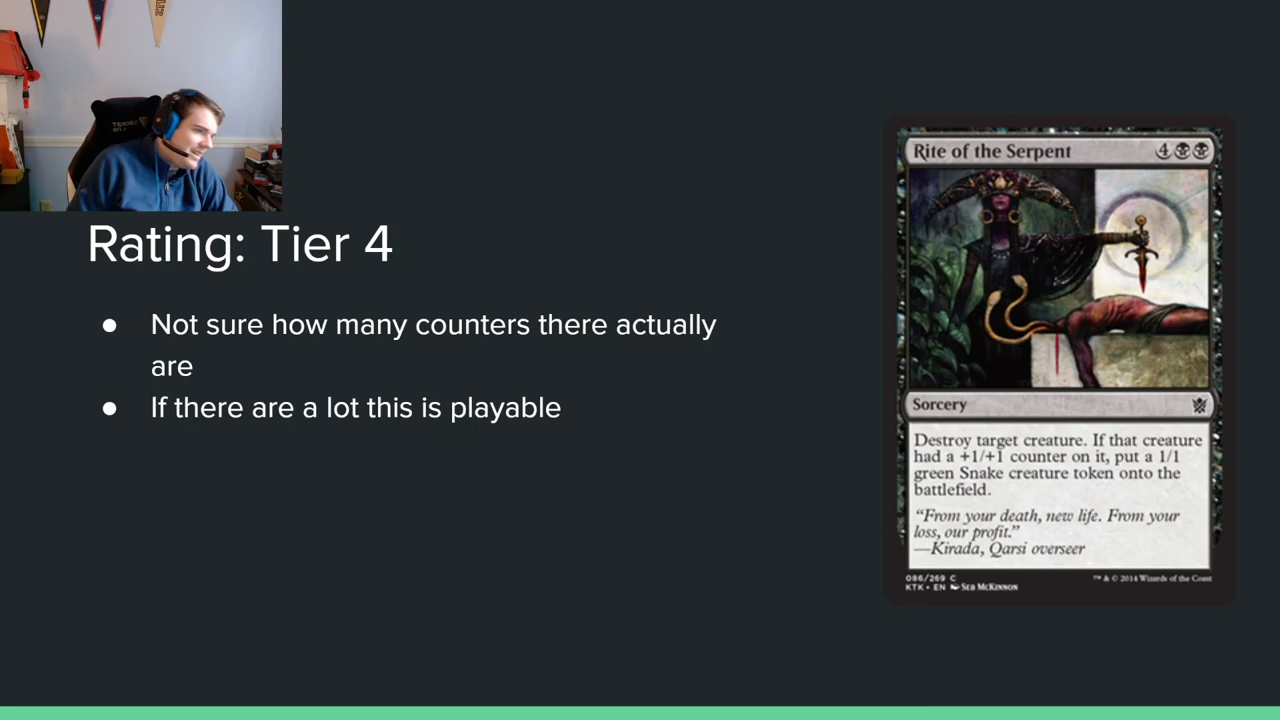 Rating: Tier 4
● Not sure how many counters there actually
are
● If there are a lot this is playable
Rite of the Serpent 4
Sorcery
Destroy target creature. If that creature
had a +1/+1 counter on it, put a 1/1
green Snake creature token onto the
battlefield.
“From your death, new life. From your
loss, our profit.”
—Kirada, Qarsi overseer
086/269 C
KTK • EN Seb McKinnon
™ & © 2014 Wizards of the Coast